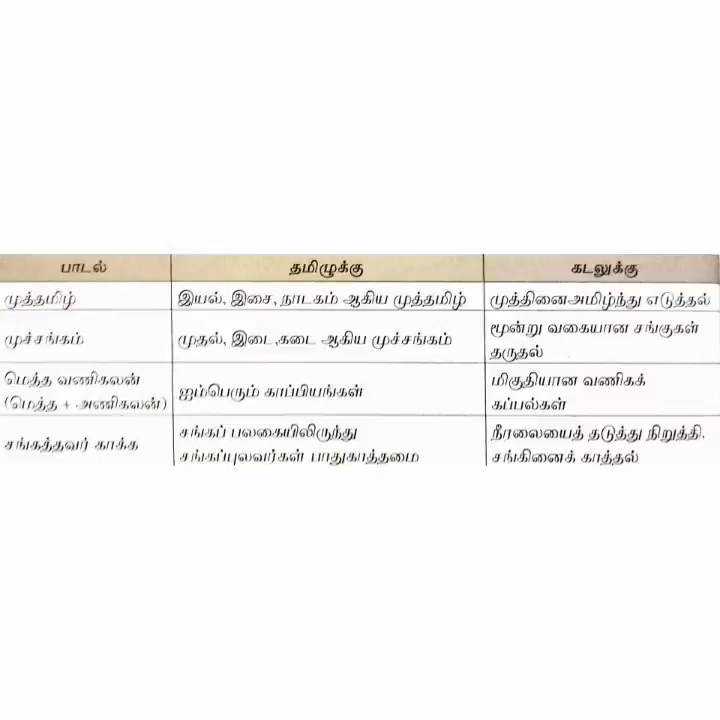 பாடல் தமிழுக்கு கடலுக்கு
முத்தமிழ் இயல், இசை, நாடகம் ஆகிய முத்தமிழ் முத்தினைஅமிழ்ந்து எடுத்தல்
முச்சங்கம் முதல், இடை,கடை ஆகிய முச்சங்கம் மூன்று வகையான சங்குகள்
தருதல்
மெத்த வணிகலன்
(மெத்த + அணிகலன்) ஐம்பெரும் காப்பியங்கள் மிகுதியான வணிகக்
கப்பல்கள்
சங்கத்தவர் காக்க சங்கப் பலகையிலிருந்து
சங்கப்புலவர்கள் பாதுகாத்தமை நீரலையைத் தடுத்து நிறுத்தி,
சங்கினைக் காத்தல்